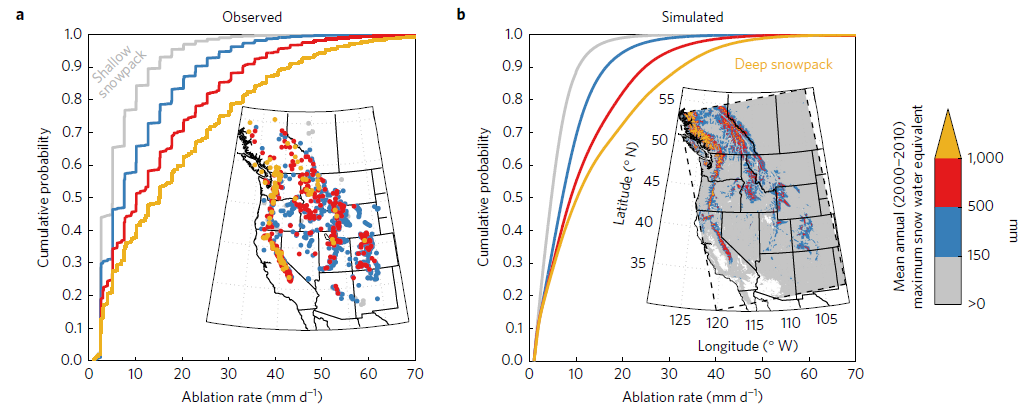 a
Observed
1.0
0.9
0.8
0.7
0.6
0.5
0.4
0.3
0.2
0.1
0.0
Cumulative probability
Shallow
snowpack
0 10 20 30 40 50 60 70
Ablation rate (mm d⁻¹)
b
Simulated
1.0
0.9
0.8
0.7
0.6
0.5
0.4
0.3
0.2
0.1
0.0
Cumulative probability
Deep snowpack
55
50
45
40
35
Latitude (° N)
125 120 115 110 105
Longitude (° W)
0 10 20 30 40 50 60 70
Ablation rate (mm d⁻¹)
Mean annual (2000–2010)
maximum snow water equivalent
1,000
500
150
>0
mm